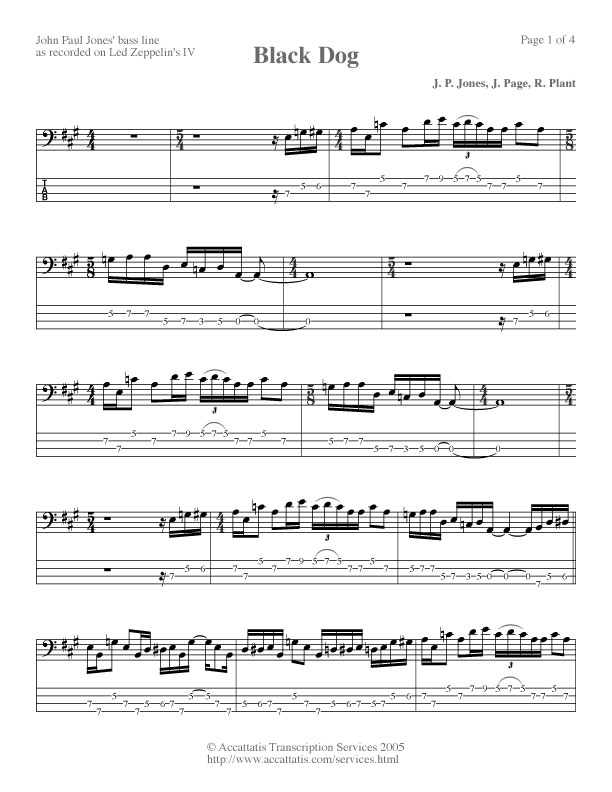 John Paul Jones' bass line
as recorded on Led Zeppelin's IV
Page 1 of 4
Black Dog
J. P. Jones, J. Page, R. Plant
© Accattatis Transcription Services 2005
http://www.accattatis.com/services.html